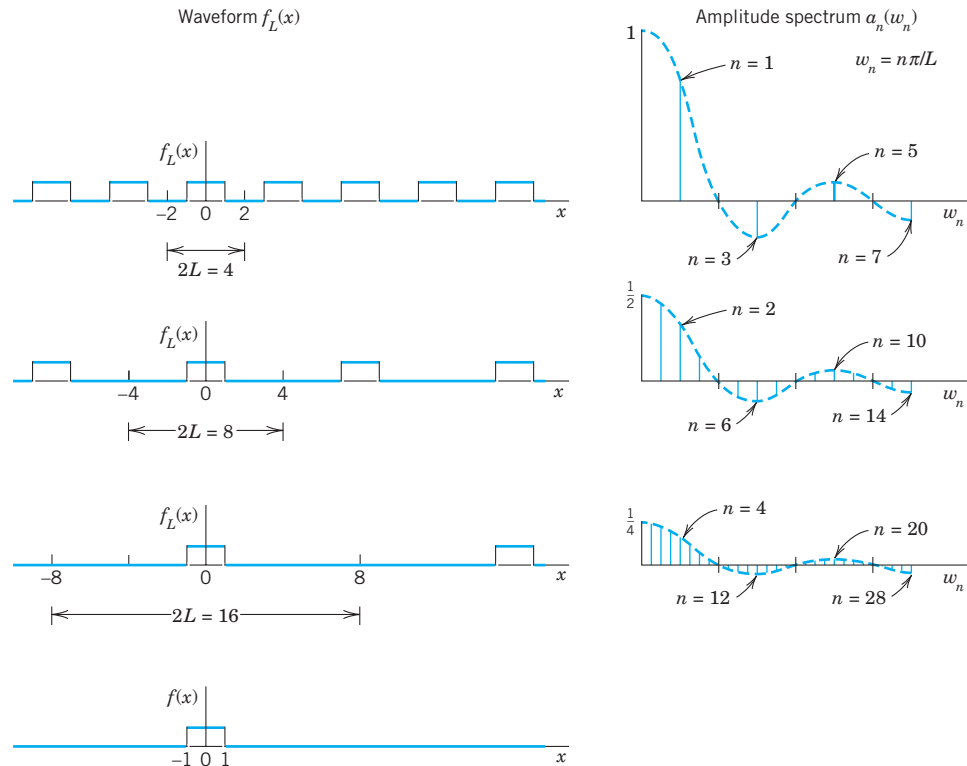 Waveform f_L(x)
Amplitude spectrum a_n(w_n)
1
n = 1
w_n = nπ/L
n = 5
n = 3
n = 7
w_n
f_L(x)
−2 0 2
x
2L = 4
1/2
n = 2
n = 10
n = 6
n = 14
w_n
f_L(x)
−4 0 4
x
2L = 8
1/4
n = 4
n = 20
n = 12
n = 28
w_n
f_L(x)
−8 0 8
x
2L = 16
f(x)
−1 0 1
x